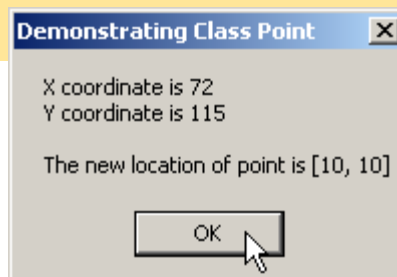 Demonstrating Class Point
X coordinate is 72
Y coordinate is 115
The new location of point is [10, 10]
OK